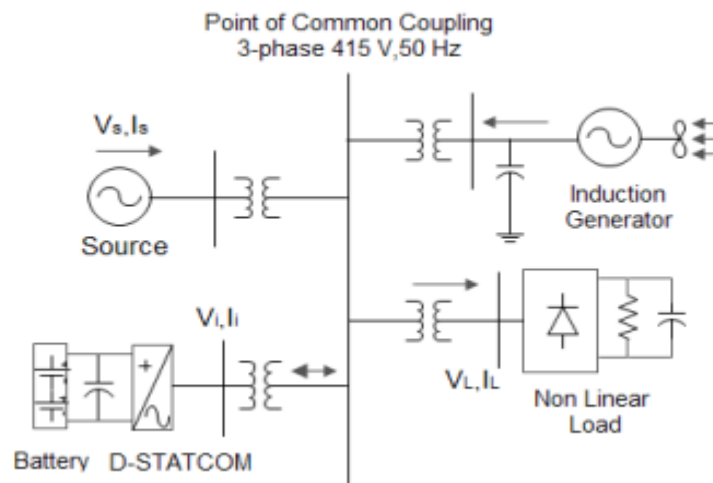 Point of Common Coupling
3-phase 415 V,50 Hz
Vs,Is
Source
Induction
Generator
Vi,Ii
+
VL,IL
Non Linear
Load
Battery D-STATCOM